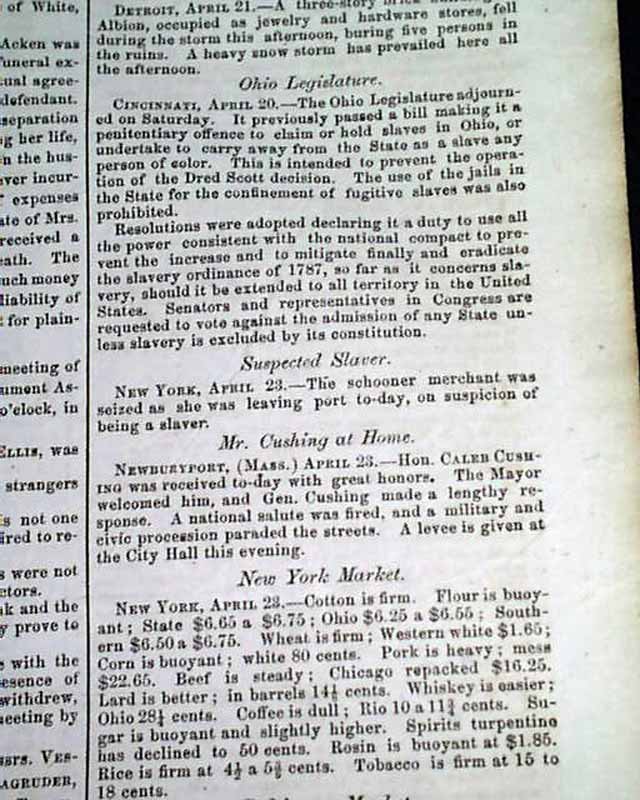 of White,
Acken was
funeral ex-
tual agree-
defendant.
separation
g her life,
n the hus-
ver incur-
expenses
ate of Mrs.
received a
eath. The
uch money
liability of
for plain-
meeting of
ument As-
o'clock, in
ELLIS, was
strangers
is not one
ired to re-
s were not
ctors.
ak and the
y prove to
e with the
esence of
withdrew,
meeting by
ssrs. VES-
AGRUDER,
DETROIT, APRIL 21.—A three-story brick
Albion, occupied as jewelry and hardware stores, fell
during the storm this afternoon, buring five persons in
the ruins. A heavy snow storm has prevailed here all
the afternoon.
Ohio Legislature.
CINCINNATI, APRIL 20.—The Ohio Legislature adjourn-
ed on Saturday. It previously passed a bill making it a
penitentiary offence to claim or hold slaves in Ohio, or
undertake to carry away from the State as a slave any
person of color. This is intended to prevent the opera-
tion of the Dred Scott decision. The use of the jails in
the State for the confinement of fugitive slaves was also
prohibited.
Resolutions were adopted declaring it a duty to use all
the power consistent with the national compact to pre-
vent the increase and to mitigate finally and eradicate
the slavery ordinance of 1787, so far as it concerns sla-
very, should it be extended to all territory in the United
States. Senators and representatives in Congress are
requested to vote against the admission of any State un-
less slavery is excluded by its constitution.
Suspected Slaver.
NEW YORK, APRIL 23.—The schooner merchant was
seized as she was leaving port to-day, on suspicion of
being a slaver.
Mr. Cushing at Home.
NEWBURYPORT, (MASS.) APRIL 23.—Hon. CALEB CUSH-
ING was received to-day with great honors. The Mayor
welcomed him, and Gen. Cushing made a lengthy re-
sponse. A national salute was fired, and a military and
civic procession paraded the streets. A levee is given at
the City Hall this evening.
New York Market.
NEW YORK, APRIL 23.—Cotton is firm. Flour is buoy-
ant; State $6.65 a $6.75; Ohio $6.25 a $6.55; South-
ern $6.50 a $6.75. Wheat is firm; Western white $1.65;
Corn is buoyant; white 80 cents. Pork is heavy; mess
$22.65. Beef is steady; Chicago repacked $16.25.
Lard is better; in barrels 14¼ cents. Whiskey is easier;
Ohio 28¼ cents. Coffee is dull; Rio 10 a 11¾ cents. Su-
gar is buoyant and slightly higher. Spirits turpentine
has declined to 50 cents. Rosin is buoyant at $1.85.
Rice is firm at 4½ a 5⅜ cents. Tobacco is firm at 15 to
18 cents.